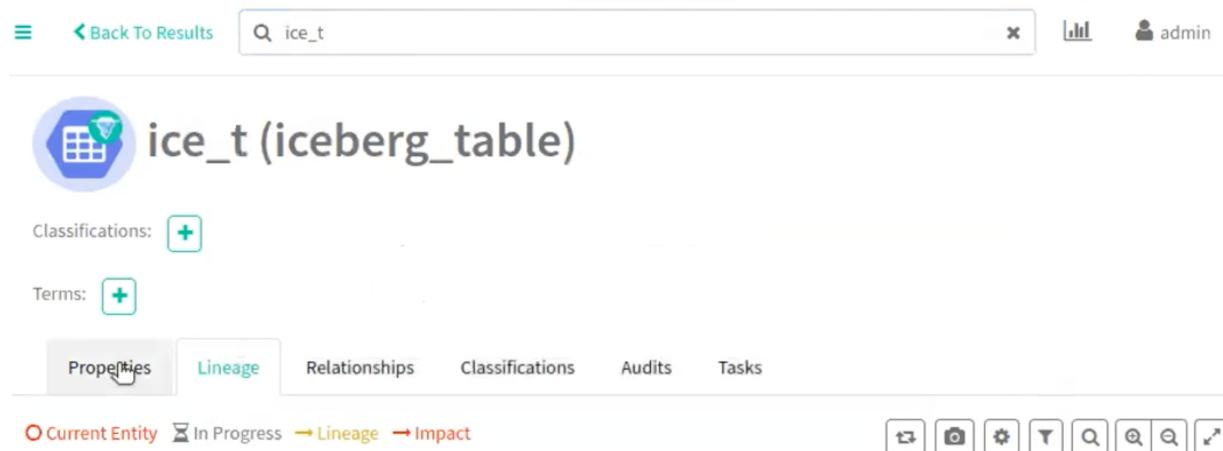 Back To Results ice_t admin
ice_t (iceberg_table)
Classifications:
Terms:
Properties Lineage Relationships Classifications Audits Tasks
Current Entity In Progress Lineage Impact